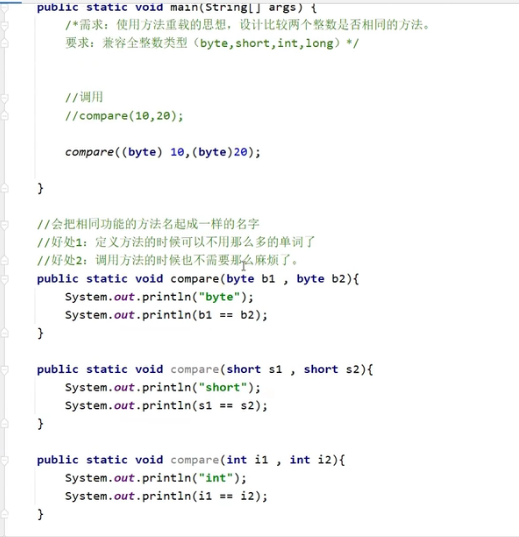 public static void main(String[] args) {
/*需求：使用方法重载的思想，设计比较两个整数是否相同的方法。
要求：兼容全整数类型（byte,short,int,long）*/
//调用
//compare(10,20);
compare((byte) 10,(byte)20);
}
//会把相同功能的方法名起成一样的名字
//好处1：定义方法的时候可以不用那么多的单词了
//好处2：调用方法的时候也不需要那么麻烦了。
public static void compare(byte b1 , byte b2){
System.out.println("byte");
System.out.println(b1 == b2);
}
public static void compare(short s1 , short s2){
System.out.println("short");
System.out.println(s1 == s2);
}
public static void compare(int i1 , int i2){
System.out.println("int");
System.out.println(i1 == i2);
}